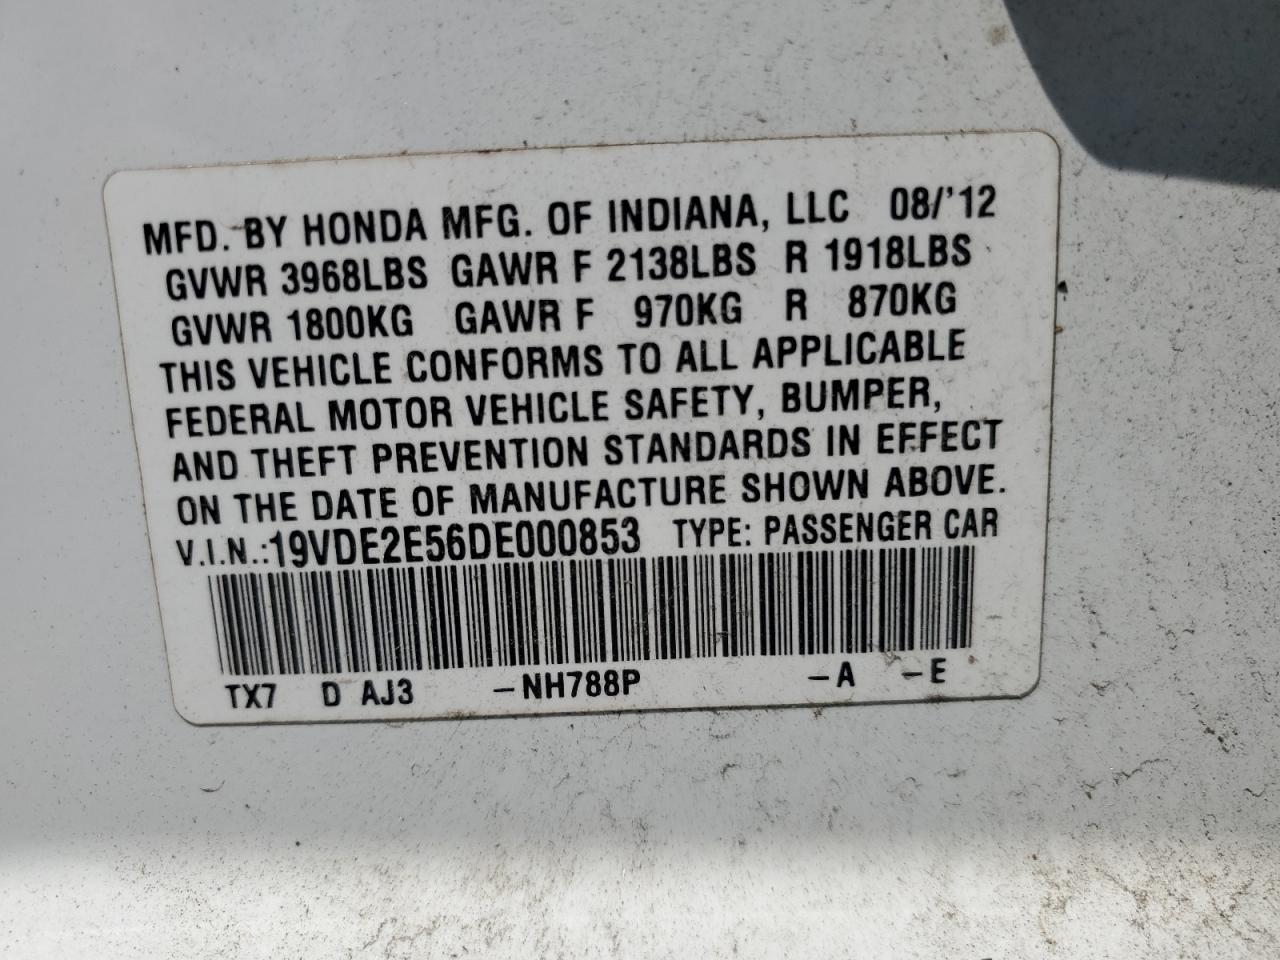 MFD. BY HONDA MFG. OF INDIANA, LLC 08/'12
GVWR 3968LBS GAWR F 2138LBS R 1918LBS
GVWR 1800KG GAWR F 970KG R 870KG
THIS VEHICLE CONFORMS TO ALL APPLICABLE
FEDERAL MOTOR VEHICLE SAFETY, BUMPER,
AND THEFT PREVENTION STANDARDS IN EFFECT
ON THE DATE OF MANUFACTURE SHOWN ABOVE.
V.I.N.:19VDE2E56DE000853 TYPE: PASSENGER CAR
TX7 D AJ3 –NH788P –A –E